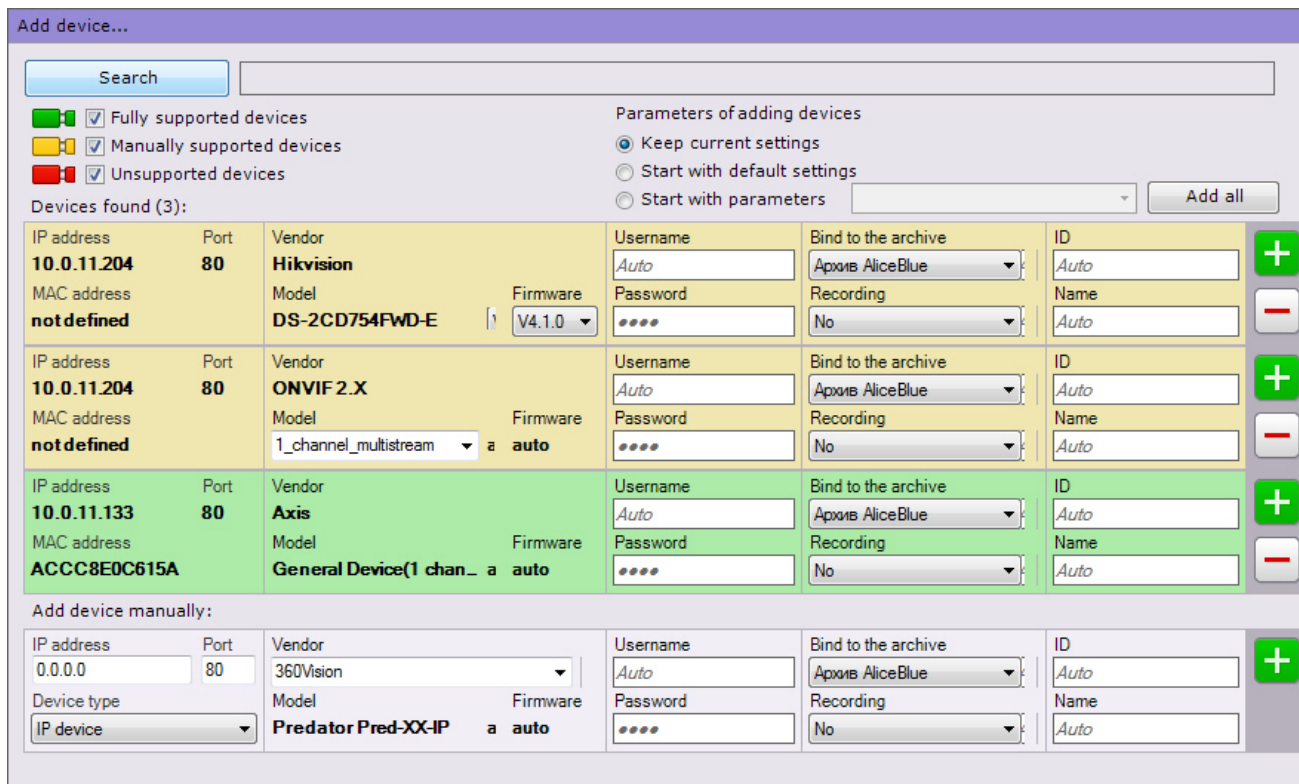 Add device...
Search
Fully supported devices
Manually supported devices
Unsupported devices
Parameters of adding devices
Keep current settings
Start with default settings
Start with parameters
Add all
Devices found (3):
IP address Port Vendor Username Bind to the archive ID
10.0.11.204 80 Hikvision Auto Архив AliceBlue Auto
MAC address Model Firmware Password Recording Name
not defined DS-2CD754FWD-E V4.1.0 No Auto
IP address Port Vendor Username Bind to the archive ID
10.0.11.204 80 ONVIF 2.X Auto Архив AliceBlue Auto
MAC address Model Firmware Password Recording Name
not defined 1_channel_multistream a auto No Auto
IP address Port Vendor Username Bind to the archive ID
10.0.11.133 80 Axis Auto Архив AliceBlue Auto
MAC address Model Firmware Password Recording Name
ACCC8E0C615A General Device(1 chan... a auto No Auto
Add device manually:
IP address Port Vendor Username Bind to the archive ID
0.0.0.0 80 360Vision Auto Архив AliceBlue Auto
Device type Model Firmware Password Recording Name
IP device Predator Pred-XX-IP a auto No Auto